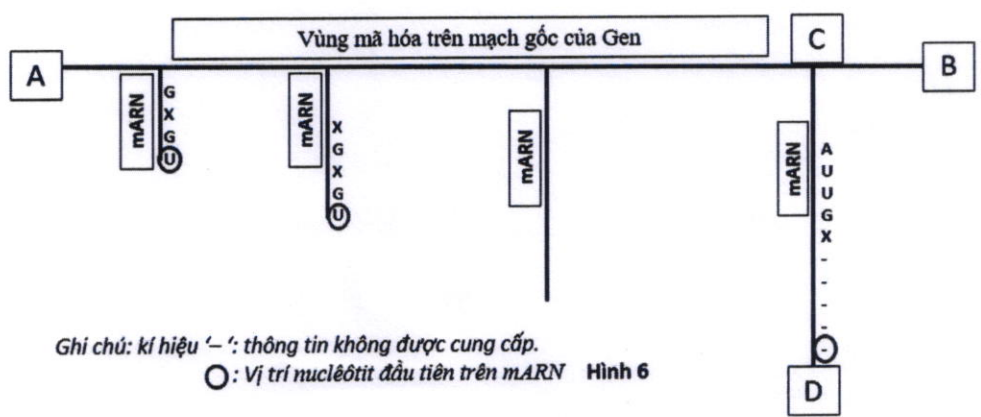 Vùng mã hóa trên mạch gốc của Gen
C
A
B
mARN
G
X
G
U
mARN
X
G
X
G
U
mARN
mARN
A
U
U
G
X
-
-
-
-
-
D
Ghi chú: kí hiệu ‘– ‘: thông tin không được cung cấp.
: Vị trí nuclêôtit đầu tiên trên mARN Hình 6